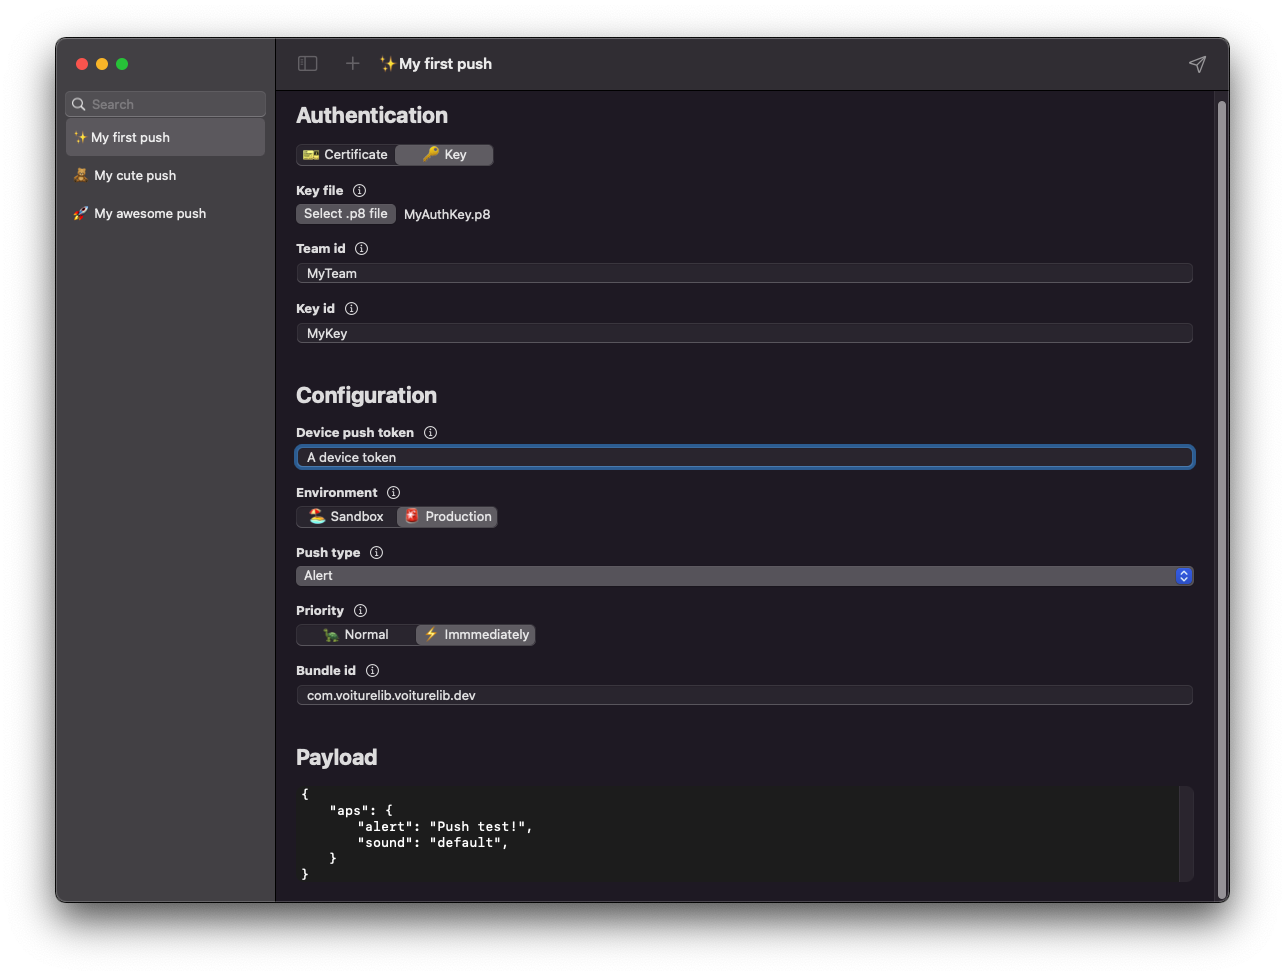 Search
✨ My first push
🧸 My cute push
🚀 My awesome push
✨ My first push
Authentication
🎫 Certificate 🔑 Key
Key file
Select .p8 file MyAuthKey.p8
Team id
MyTeam
Key id
MyKey
Configuration
Device push token
A device token
Environment
🏖 Sandbox 🚨 Production
Push type
Alert
Priority
🐢 Normal ⚡ Immmediately
Bundle id
com.voiturelib.voiturelib.dev
Payload
{
"aps": {
"alert": "Push test!",
"sound": "default",
}
}